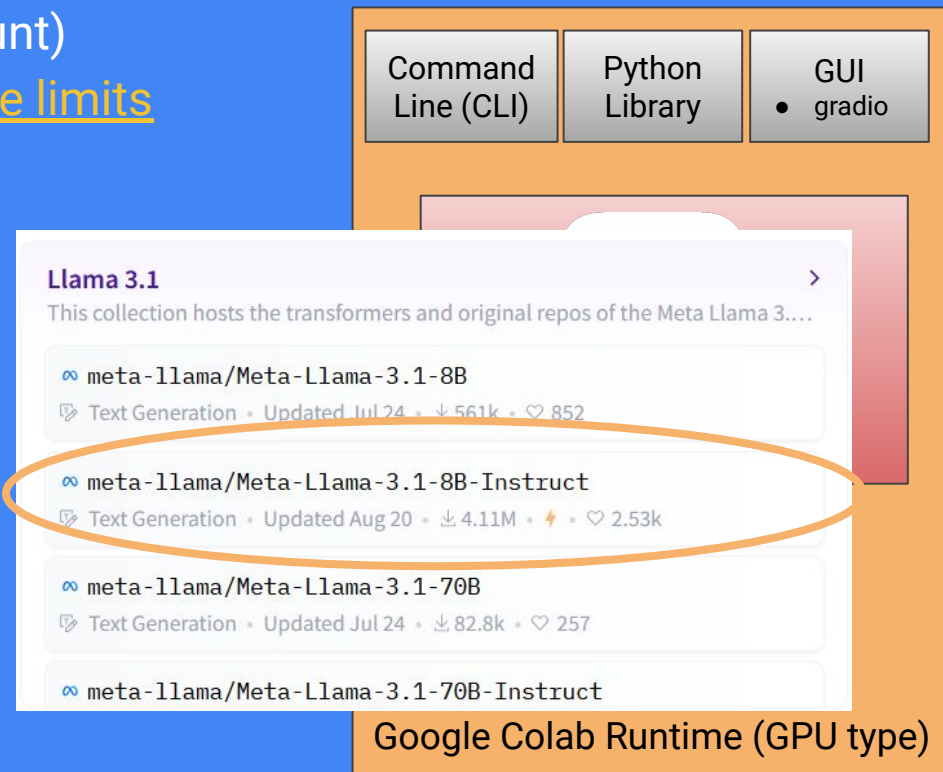 unt)
e limits
Command
Line (CLI)
Python
Library
GUI
● gradio
Llama 3.1
This collection hosts the transformers and original repos of the Meta Llama 3....
meta-llama/Meta-Llama-3.1-8B
Text Generation • Updated Jul 24 • 561k • 852
meta-llama/Meta-Llama-3.1-8B-Instruct
Text Generation • Updated Aug 20 • 4.11M • 2.53k
meta-llama/Meta-Llama-3.1-70B
Text Generation • Updated Jul 24 • 82.8k • 257
meta-llama/Meta-Llama-3.1-70B-Instruct
Google Colab Runtime (GPU type)